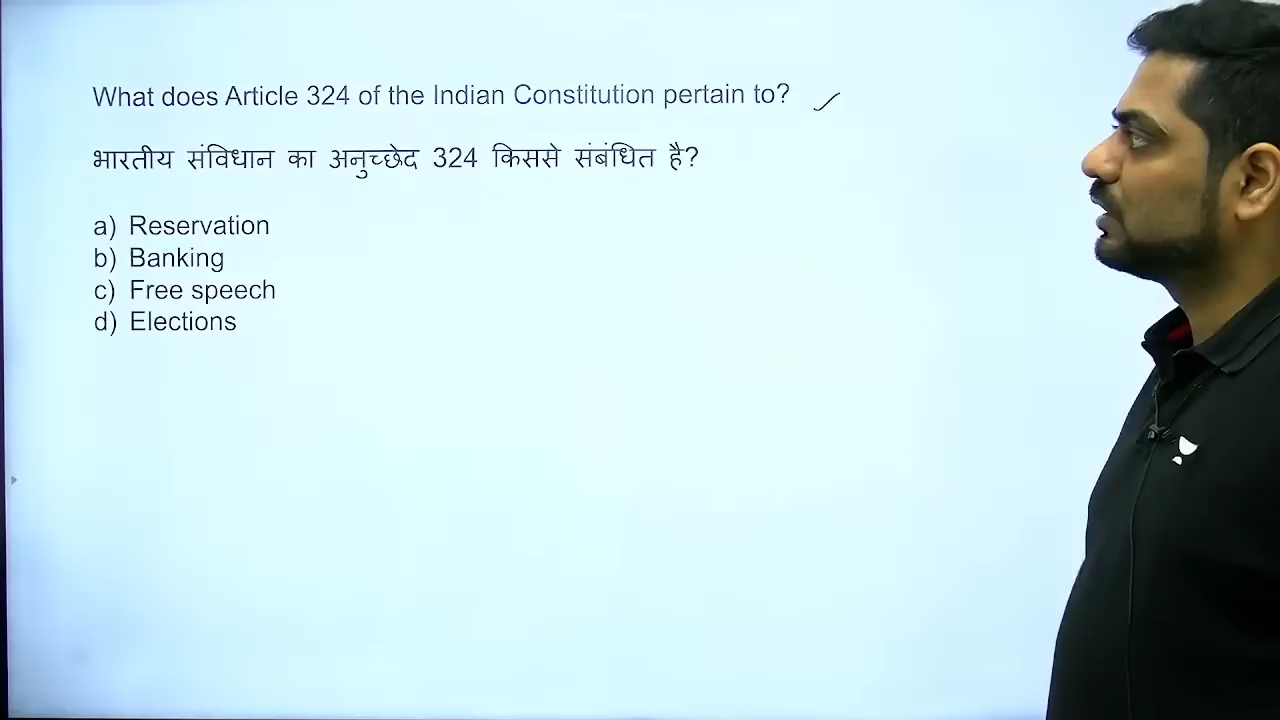 What does Article 324 of the Indian Constitution pertain to?
भारतीय संविधान का अनुच्छेद 324 किससे संबंधित है?
a) Reservation
b) Banking
c) Free speech
d) Elections